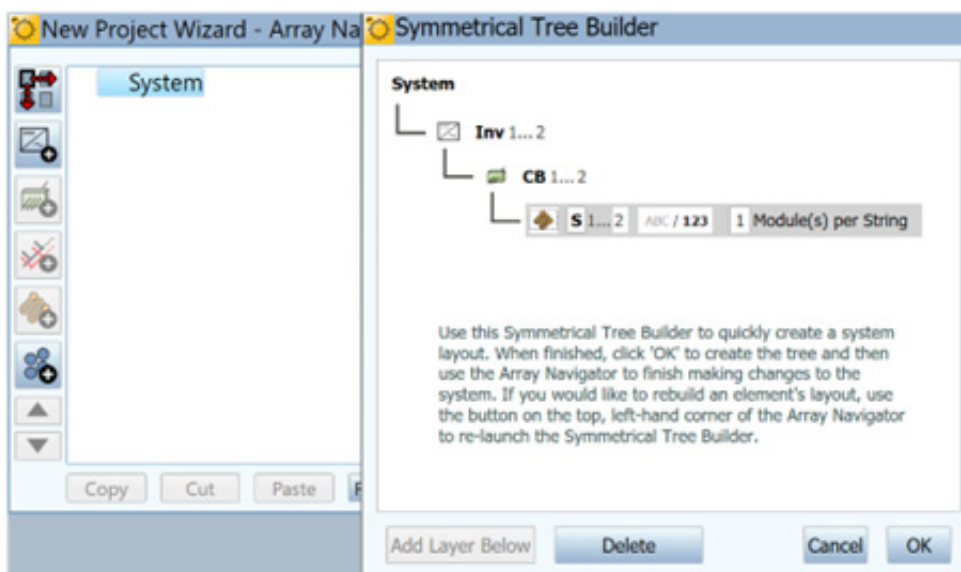 New Project Wizard - Array Na
System
Copy
Cut
Paste
Symmetrical Tree Builder
System
Inv 1... 2
CB 1... 2
S 1... 2 ABC / 123 1 Module(s) per String
Use this Symmetrical Tree Builder to quickly create a system
layout. When finished, click 'OK' to create the tree and then
use the Array Navigator to finish making changes to the
system. If you would like to rebuild an element's layout, use
the button on the top, left-hand corner of the Array Navigator
to re-launch the Symmetrical Tree Builder.
Add Layer Below
Delete
Cancel
OK